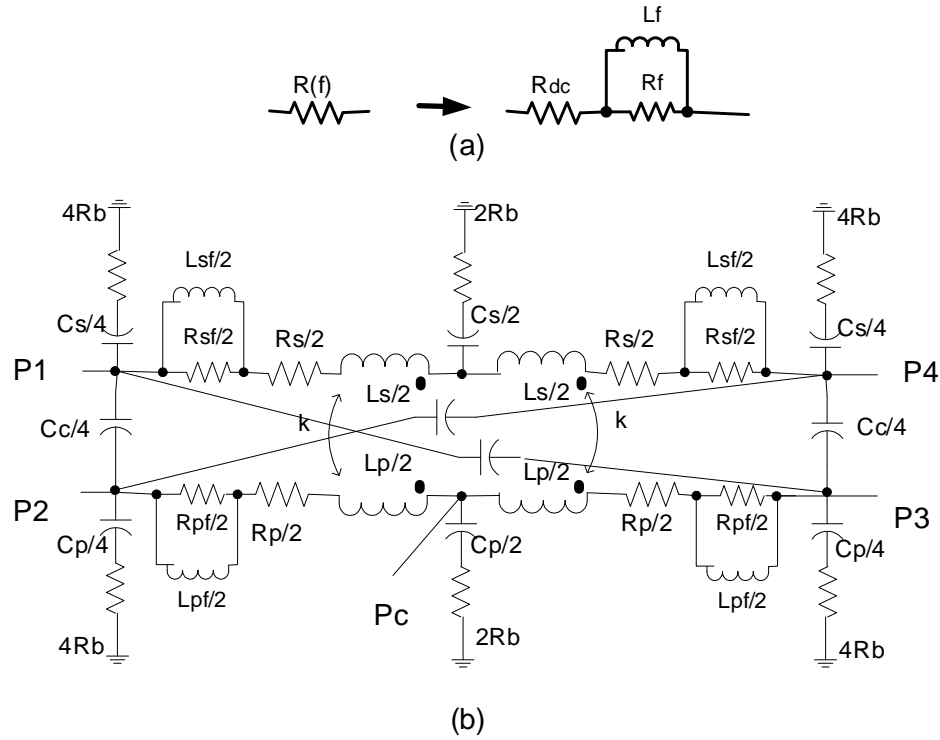 Lf
R(f)
Rdc
Rf
(a)
4Rb
2Rb
4Rb
Lsf/2
Lsf/2
Cs/4
Rsf/2
Rs/2
Cs/2
Rs/2
Rsf/2
Cs/4
P1
P4
Ls/2
Ls/2
Cc/4
k
k
Cc/4
Lp/2
Lp/2
P2
Rpf/2
Rp/2
Rp/2
Rpf/2
P3
Cp/4
Cp/2
Cp/4
Lpf/2
Pc
Lpf/2
4Rb
2Rb
4Rb
(b)